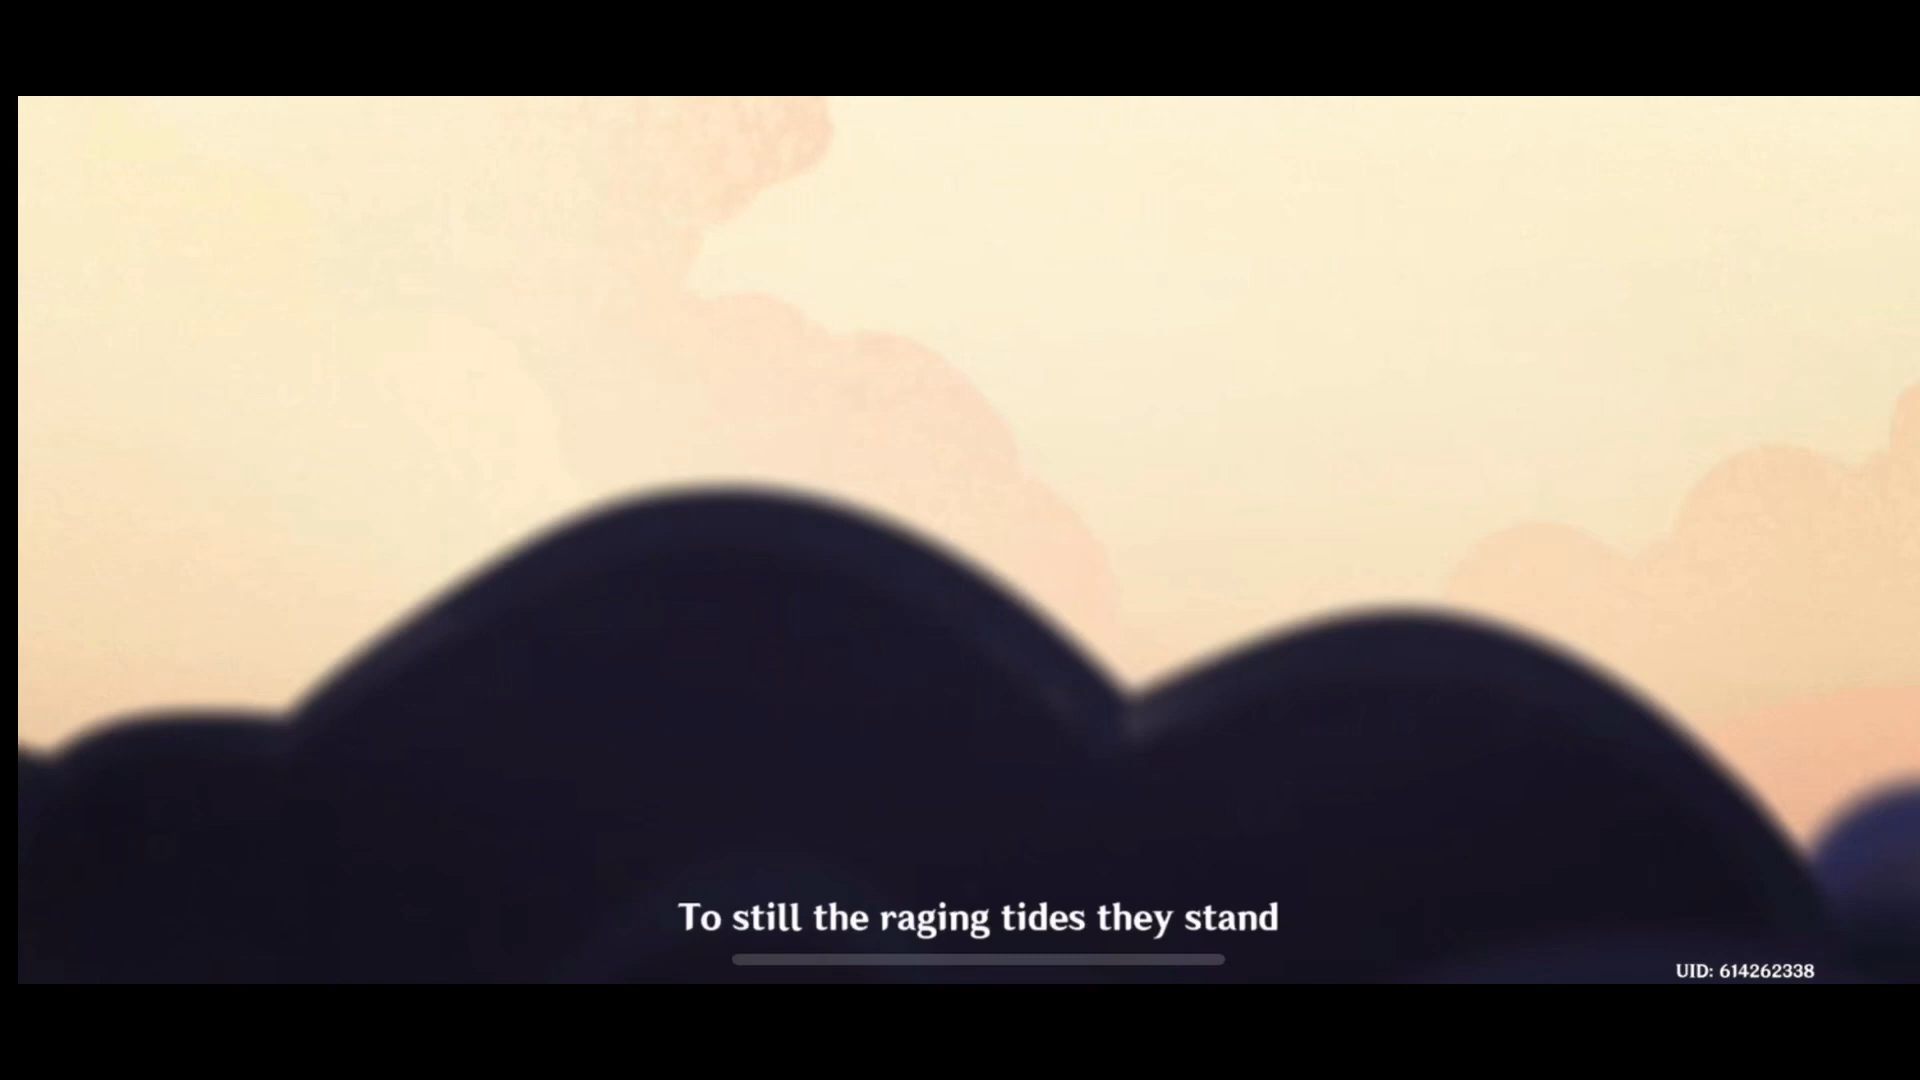 To still the raging tides they stand
UID: 614262338